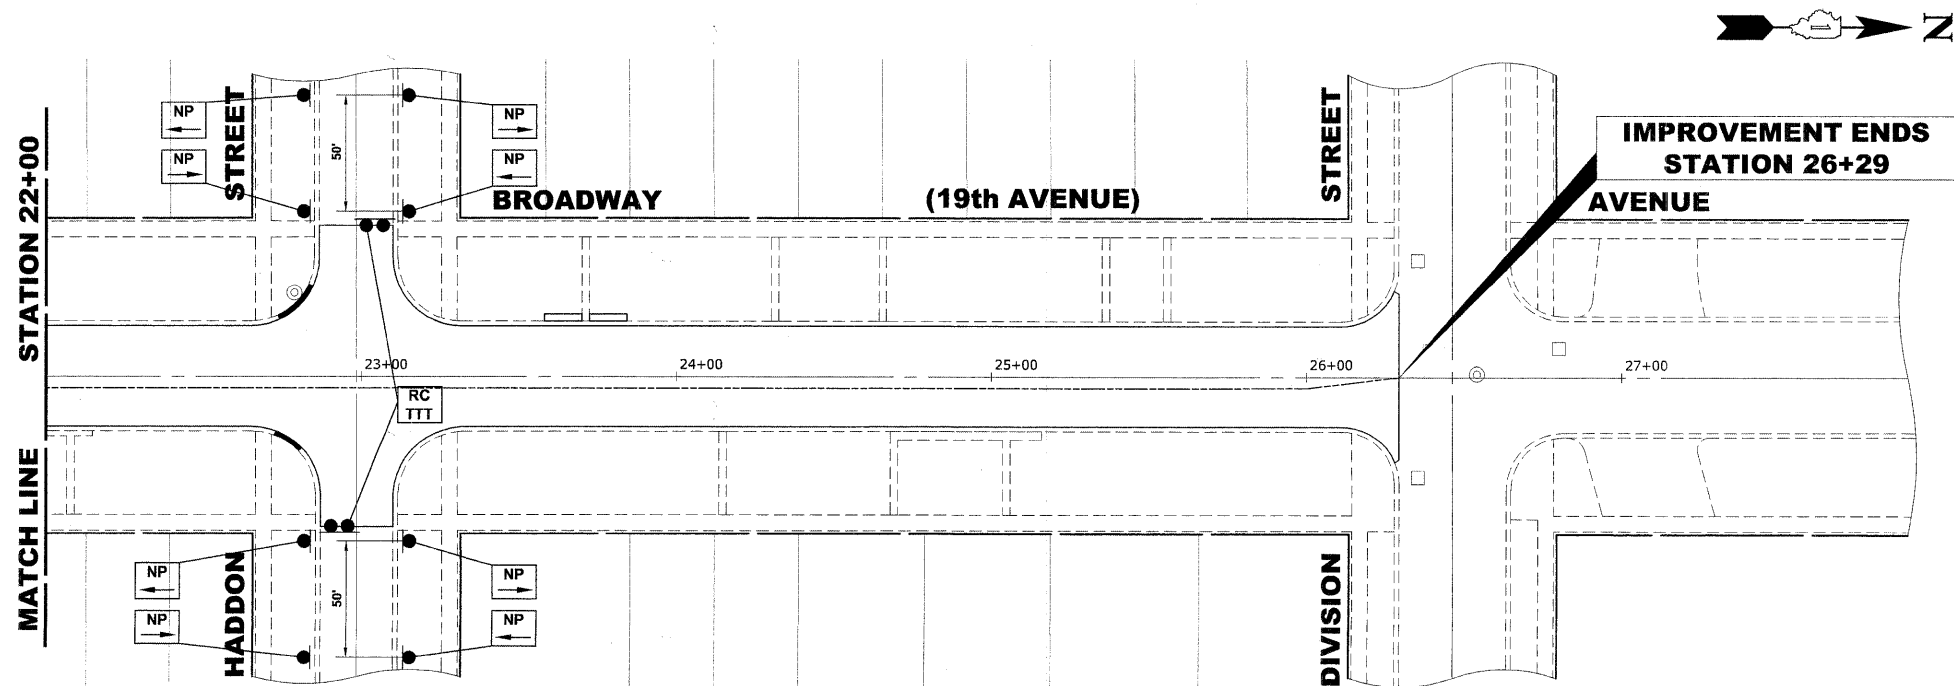 N
IMPROVEMENT ENDS
STATION 26+29
STREET
STREET
NP
NP
NP
NP
50'
BROADWAY
(19th AVENUE)
AVENUE
MATCH LINE STATION 22+00
23+00
24+00
25+00
26+00
27+00
RC
TTT
NP
NP
NP
NP
50'
HADDON
DIVISION